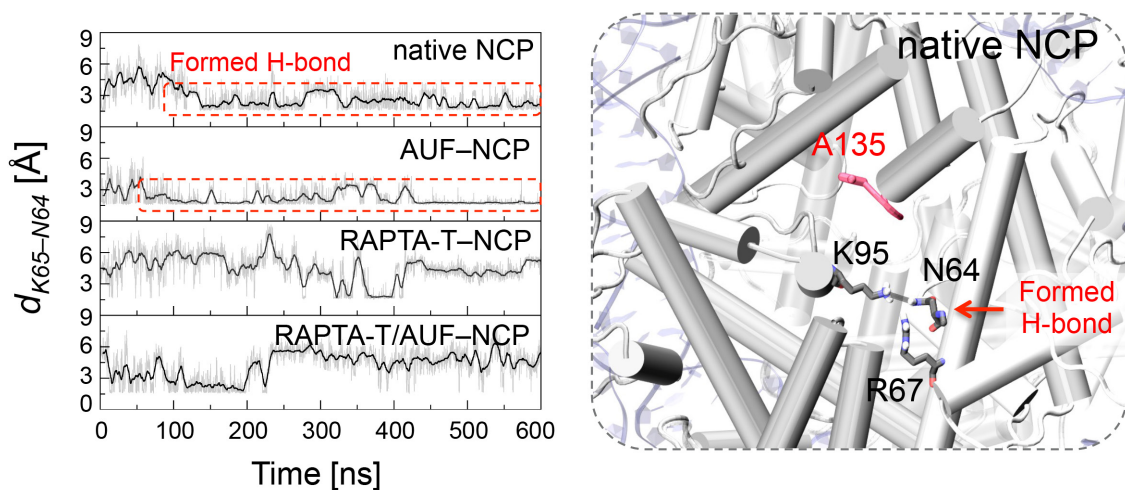 9
6
3
native NCP
Formed H-bond
9
6
3
AUF–NCP
9
6
3
RAPTA-T–NCP
9
6
3
0
RAPTA-T/AUF–NCP
0 100 200 300 400 500 600
Time [ns]
dK65–N64 [Å]
native NCP
A135
K95
N64
Formed
H-bond
R67